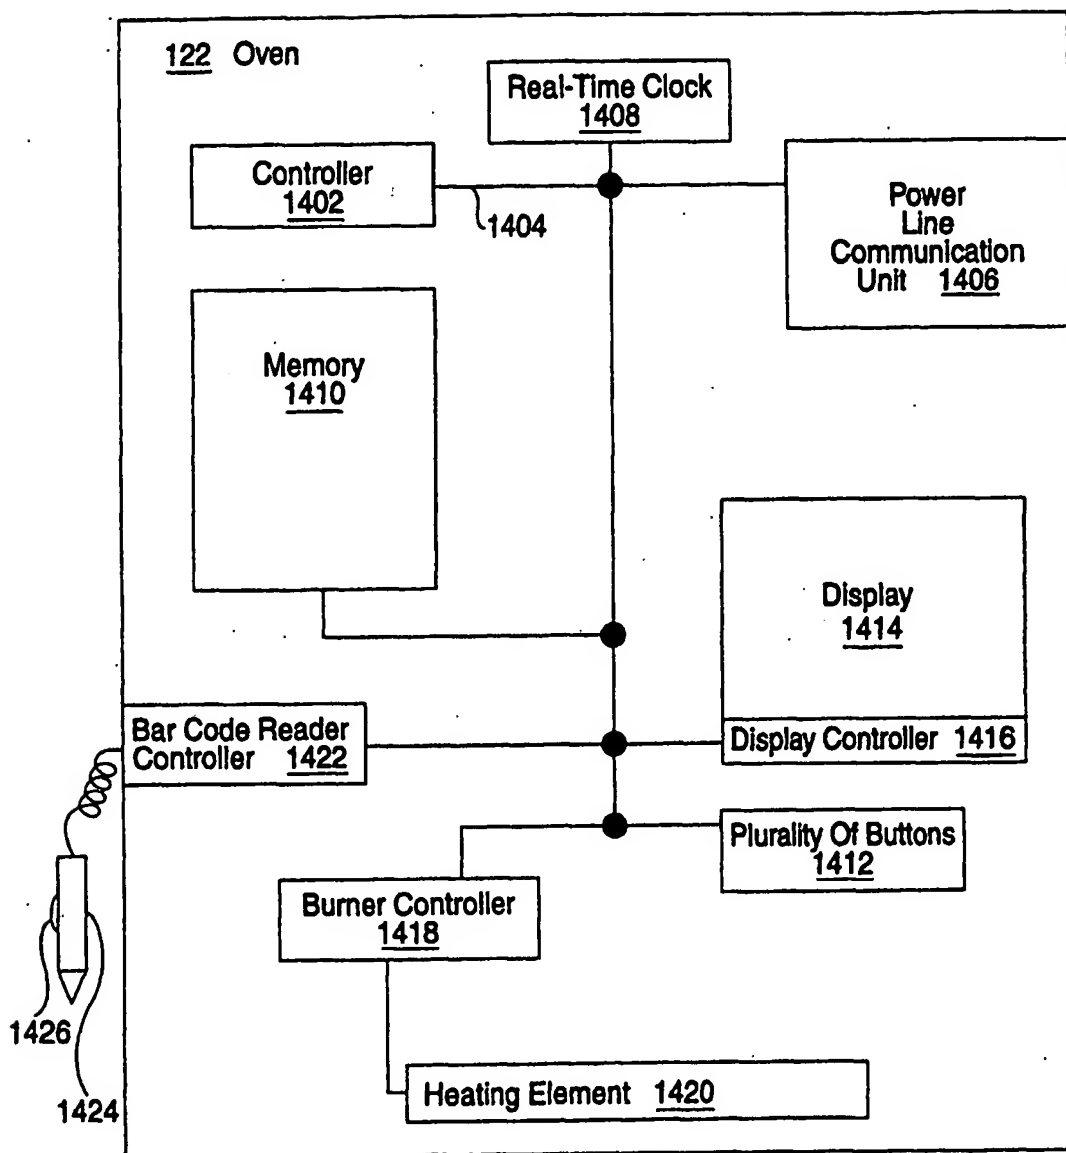 122 Oven
Real-Time Clock
1408
Controller
1402
1404
Power
Line
Communication
Unit 1406
Memory
1410
Display
1414
Display Controller 1416
Bar Code Reader
Controller 1422
Plurality Of Buttons
1412
Burner Controller
1418
1426
1424
Heating Element 1420